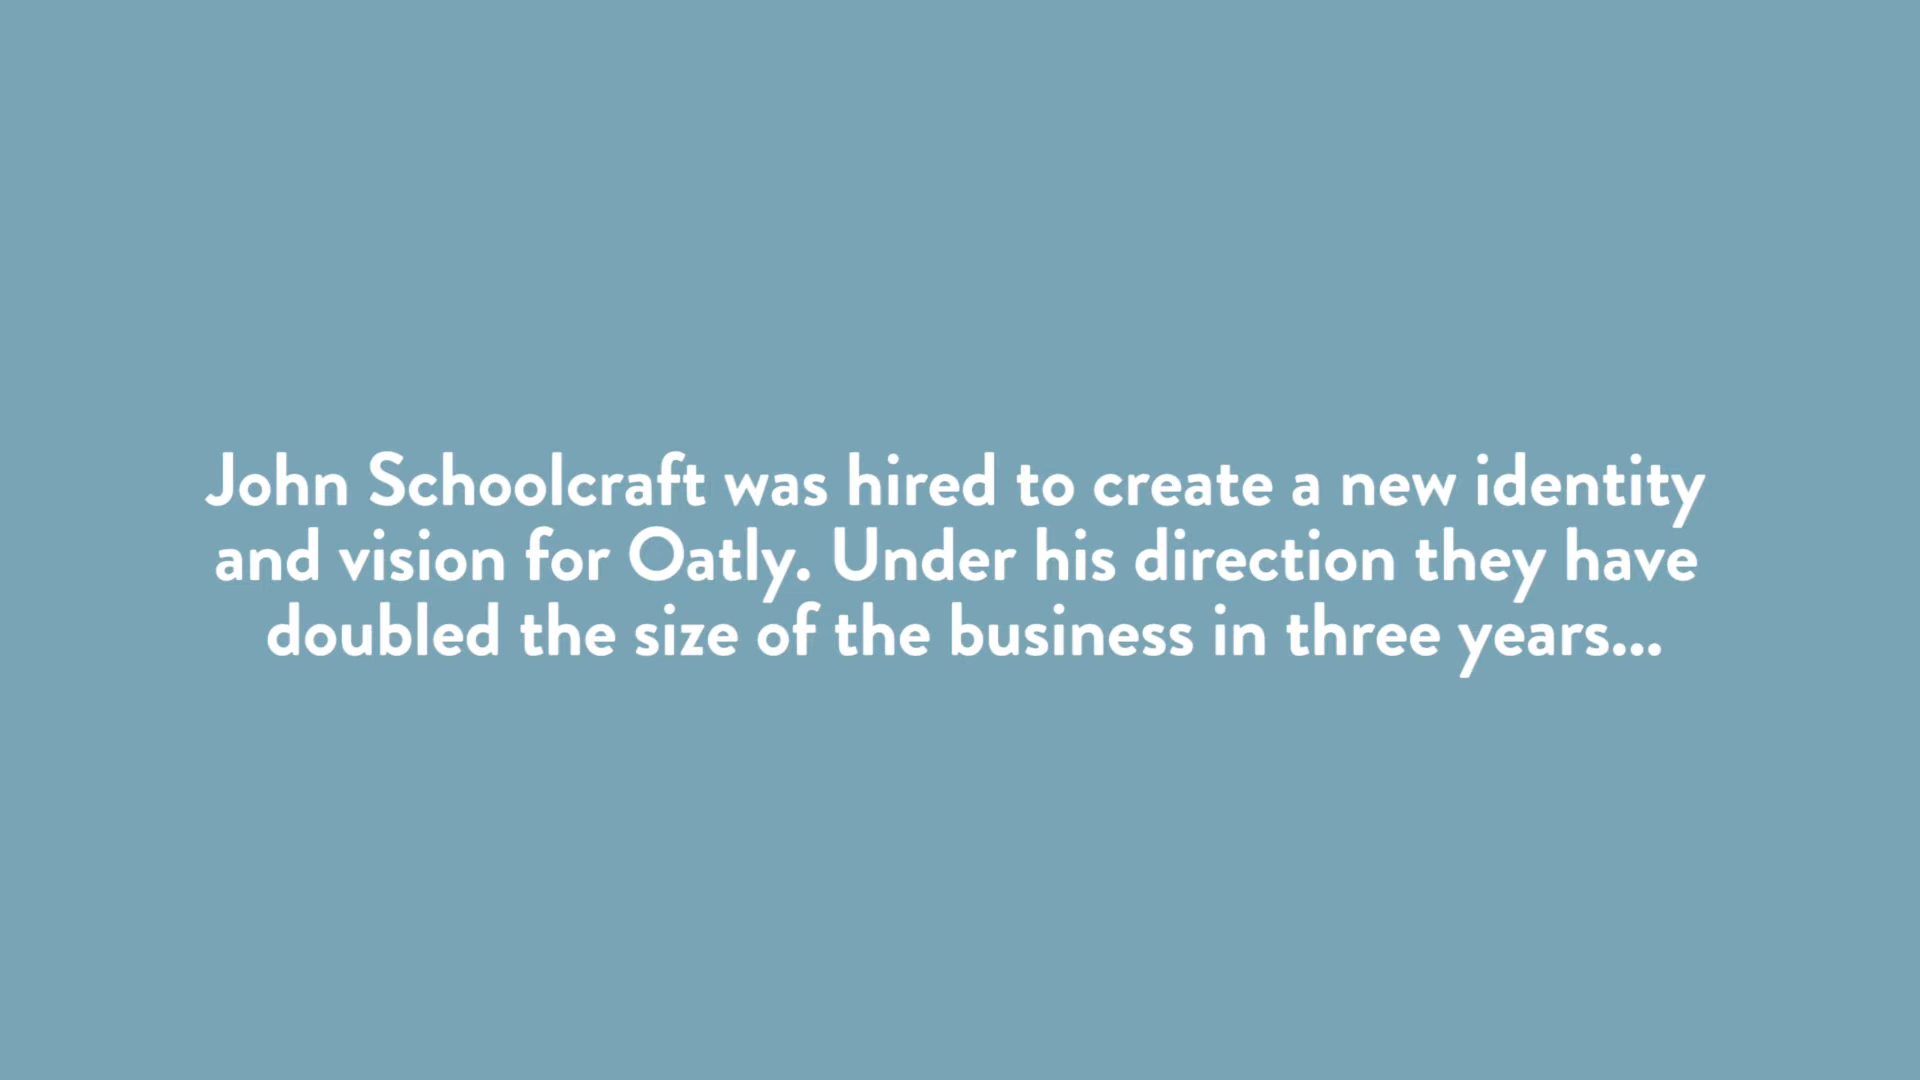 John Schoolcraft was hired to create a new identity
and vision for Oatly. Under his direction they have
doubled the size of the business in three years...